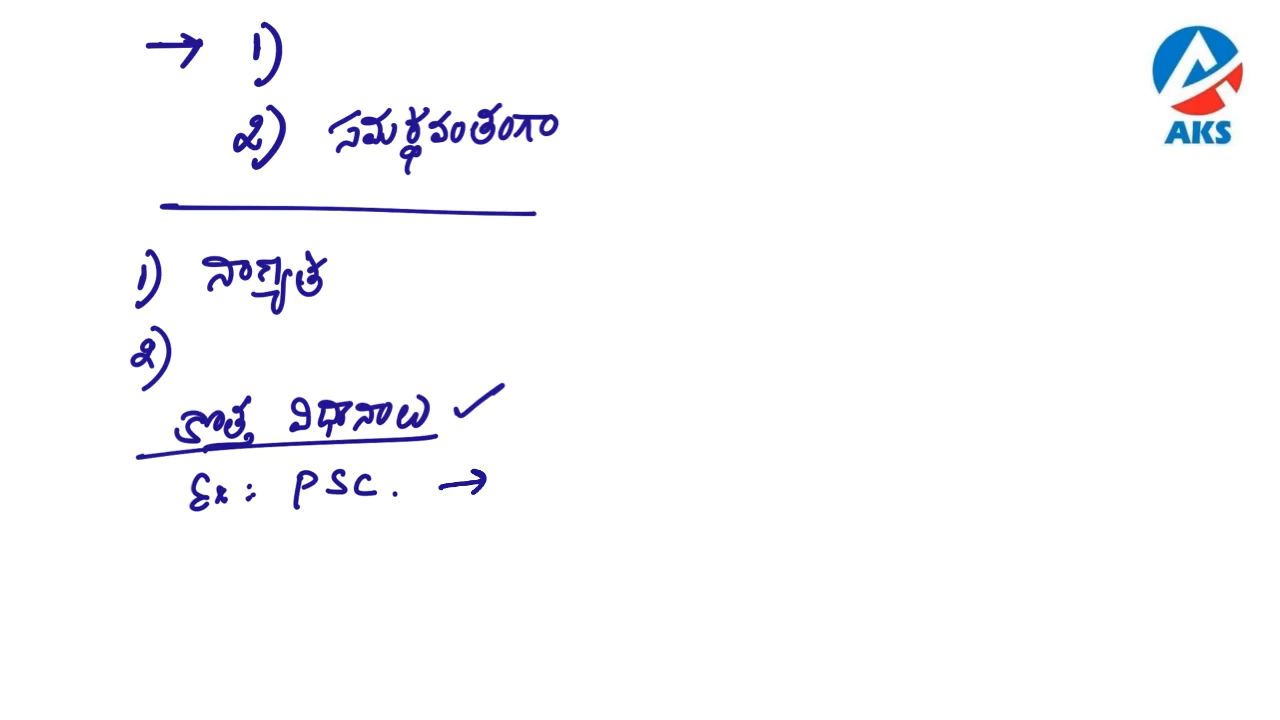 → 1)
2) సమర్థవంతంగా
AKS
1) నాణ్యత
2)
కొత్త విధానాలు ✓
Ex: PSC. →